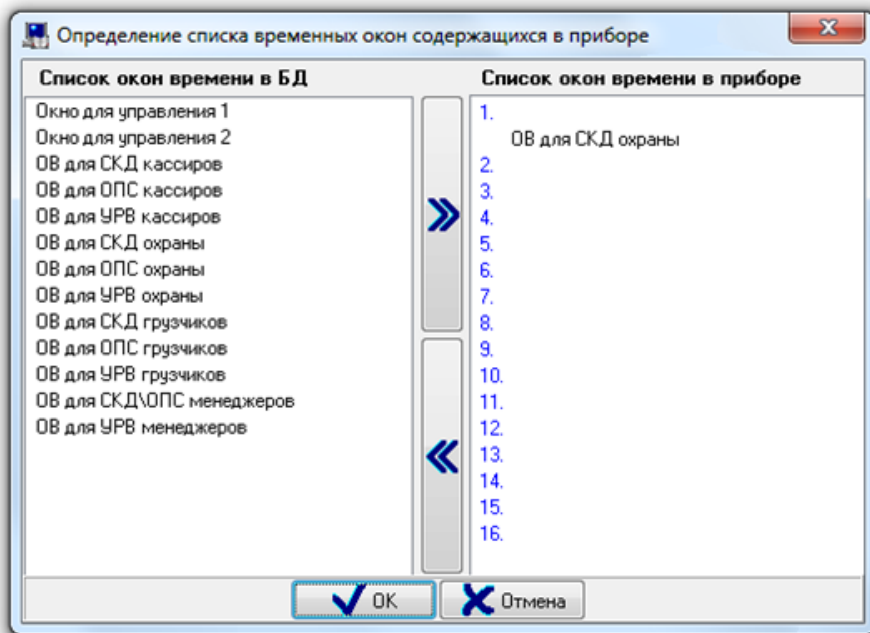 Определение списка временных окон содержащихся в приборе
Список окон времени в БД
Окно для управления 1
Окно для управления 2
ОВ для СКД кассиров
ОВ для ОПС кассиров
ОВ для УРВ кассиров
ОВ для СКД охраны
ОВ для ОПС охраны
ОВ для УРВ охраны
ОВ для СКД грузчиков
ОВ для ОПС грузчиков
ОВ для УРВ грузчиков
ОВ для СКД\ОПС менеджеров
ОВ для УРВ менеджеров
Список окон времени в приборе
1.
ОВ для СКД охраны
2.
3.
4.
5.
6.
7.
8.
9.
10.
11.
12.
13.
14.
15.
16.
OK
Отмена